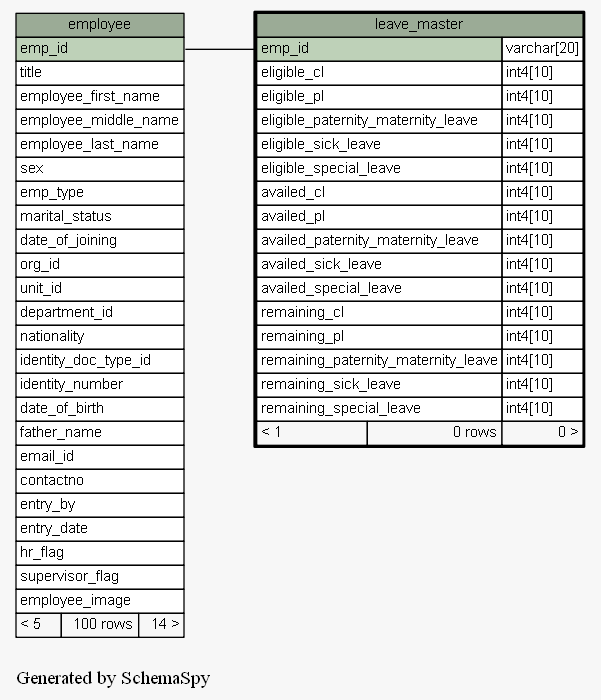 employee
emp_id
title
employee_first_name
employee_middle_name
employee_last_name
sex
emp_type
marital_status
date_of_joining
org_id
unit_id
department_id
nationality
identity_doc_type_id
identity_number
date_of_birth
father_name
email_id
contactno
entry_by
entry_date
hr_flag
supervisor_flag
employee_image
< 5 100 rows 14 >
leave_master
emp_id varchar[20]
eligible_cl int4[10]
eligible_pl int4[10]
eligible_paternity_maternity_leave int4[10]
eligible_sick_leave int4[10]
eligible_special_leave int4[10]
availed_cl int4[10]
availed_pl int4[10]
availed_paternity_maternity_leave int4[10]
availed_sick_leave int4[10]
availed_special_leave int4[10]
remaining_cl int4[10]
remaining_pl int4[10]
remaining_paternity_maternity_leave int4[10]
remaining_sick_leave int4[10]
remaining_special_leave int4[10]
< 1 0 rows 0 >
Generated by SchemaSpy